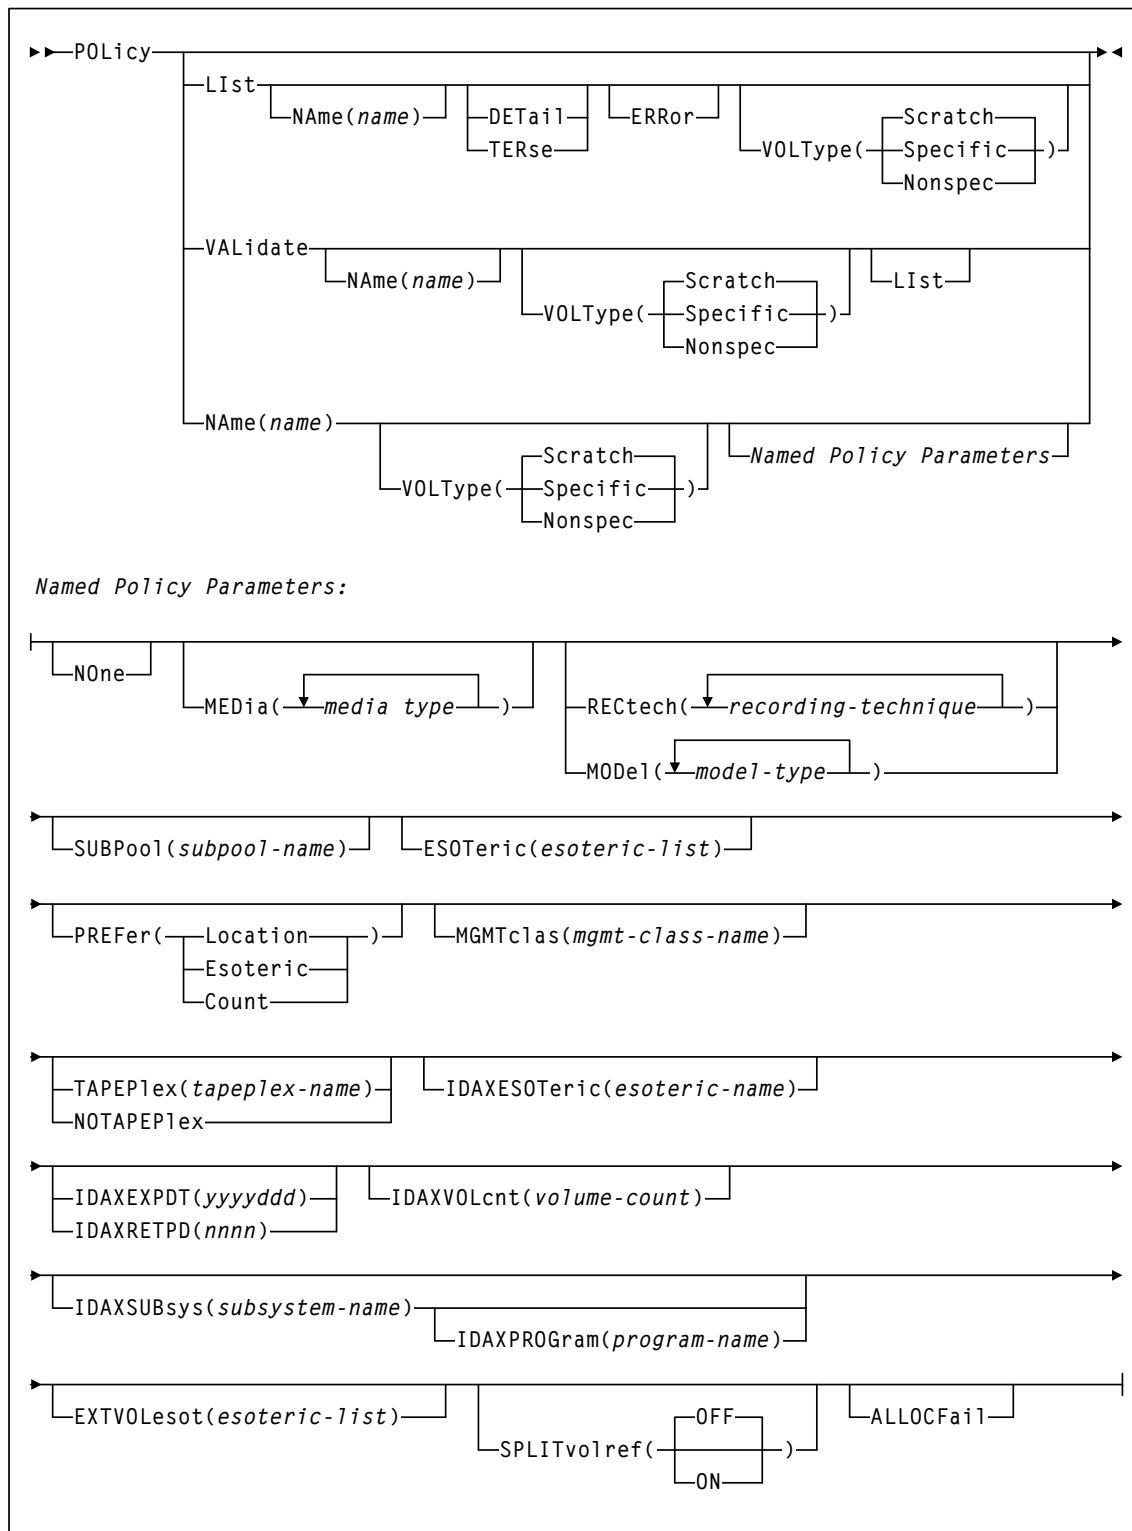 POLicy
LIst
NAme(name) DETail ERRor Scratch
TERse VOLType( Specific )
Nonspec
VALidate
NAme(name) Scratch LIst
VOLType( Specific )
Nonspec
NAme(name)
Scratch Named Policy Parameters
VOLType( Specific )
Nonspec
Named Policy Parameters:
NOne
MEDia( media type ) RECtech( recording-technique )
MODel( model-type )
SUBPool(subpool-name) ESOTeric(esoteric-list)
PREFer( Location ) MGMTclas(mgmt-class-name)
Esoteric
Count
TAPEPlex(tapeplex-name) IDAXESOTeric(esoteric-name)
NOTAPEPlex
IDAXEXPDT(yyyyddd) IDAXVOLcnt(volume-count)
IDAXRETPD(nnnn)
IDAXSUBsys(subsystem-name)
IDAXPROGram(program-name)
EXTVOLesot(esoteric-list) OFF ALLOCFail
SPLITvolref( )
ON